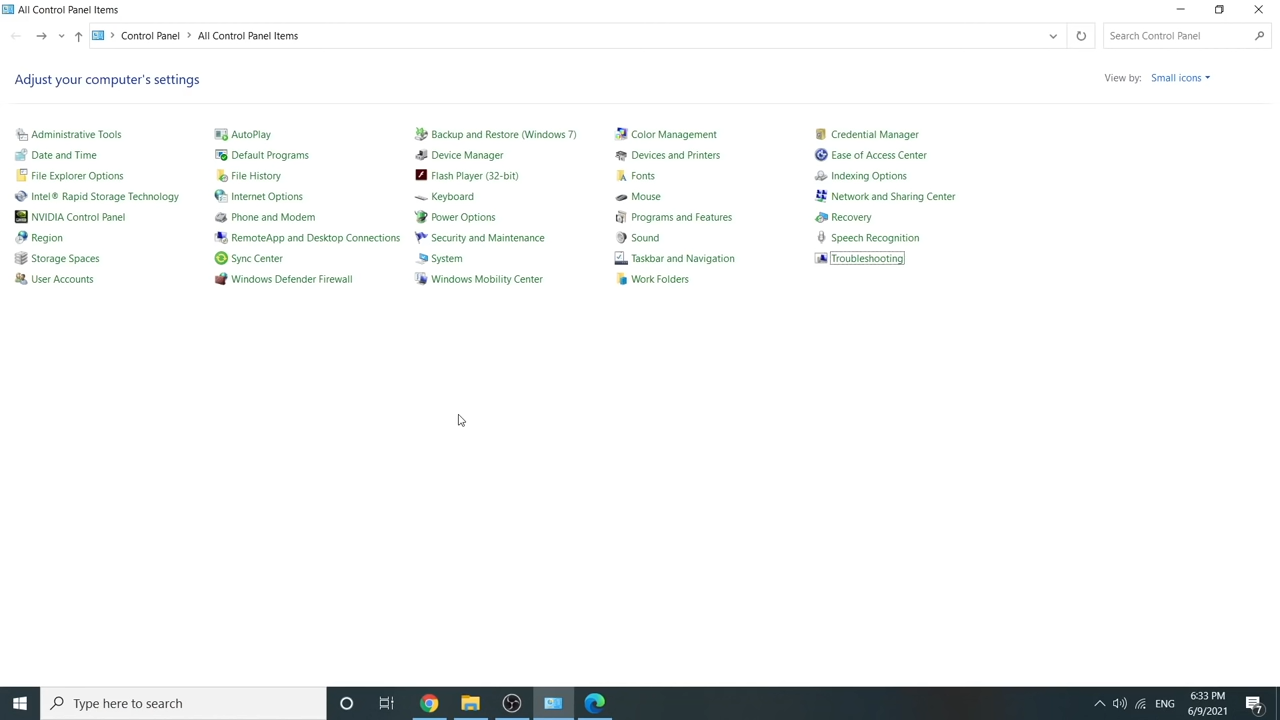 All Control Panel Items
Control Panel
All Control Panel Items
Search Control Panel
Adjust your computer's settings
View by:
Small icons
Administrative Tools
AutoPlay
Backup and Restore (Windows 7)
Color Management
Credential Manager
Date and Time
Default Programs
Device Manager
Devices and Printers
Ease of Access Center
File Explorer Options
File History
Flash Player (32-bit)
Fonts
Indexing Options
Intel® Rapid Storage Technology
Internet Options
Keyboard
Mouse
Network and Sharing Center
NVIDIA Control Panel
Phone and Modem
Power Options
Programs and Features
Recovery
Region
RemoteApp and Desktop Connections
Security and Maintenance
Sound
Speech Recognition
Storage Spaces
Sync Center
System
Taskbar and Navigation
Troubleshooting
User Accounts
Windows Defender Firewall
Windows Mobility Center
Work Folders
Type here to search
ENG
6:33 PM
6/9/2021
7